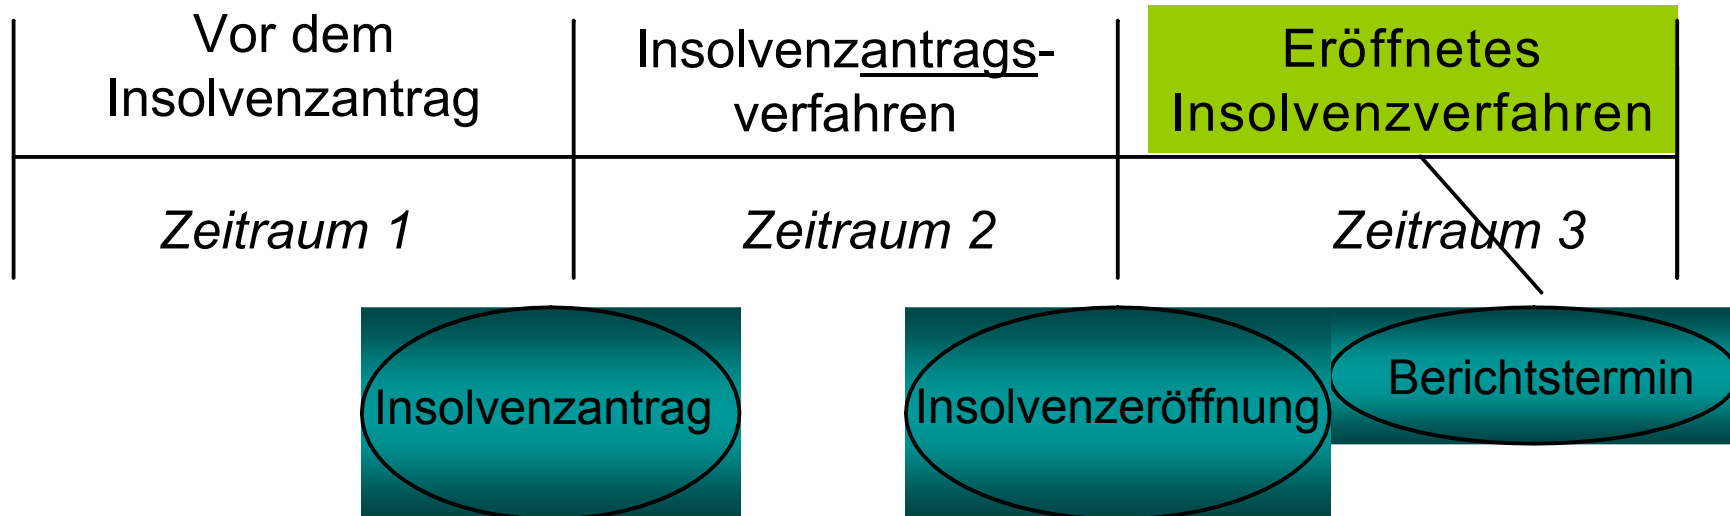 Vor dem
Insolvenzantrag
Insolvenzantrags-
verfahren
Eröffnetes
Insolvenzverfahren
Zeitraum 1
Zeitraum 2
Zeitraum 3
Insolvenzantrag
Insolvenzeröffnung
Berichtstermin